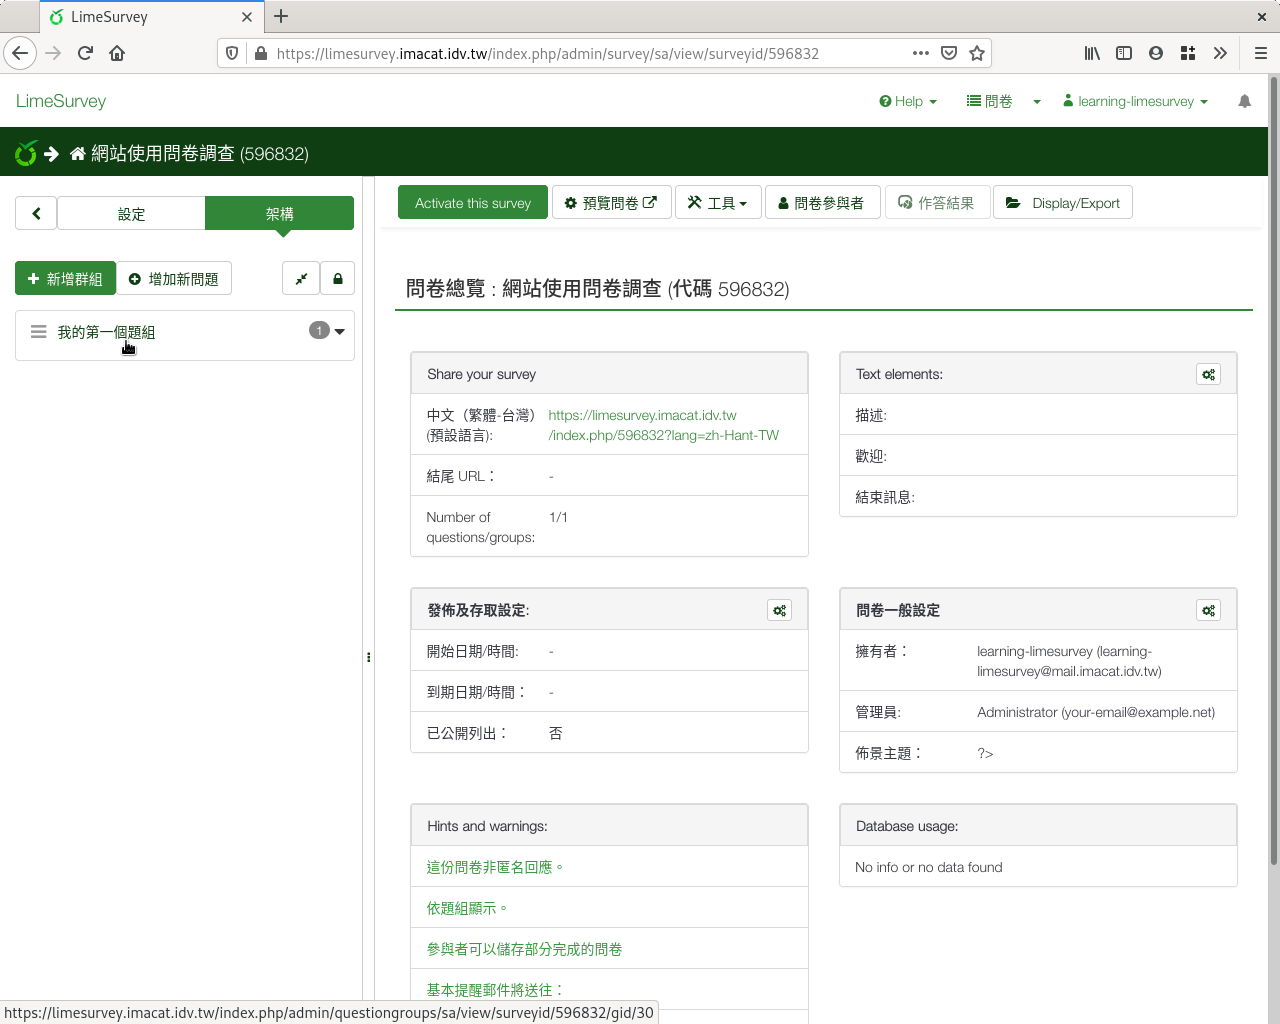 LimeSurvey
https://limesurvey.imacat.idv.tw/index.php/admin/survey/sa/view/surveyid/596832
LimeSurvey
Help
問卷
learning-limesurvey
網站使用問卷調查 (596832)
設定
架構
Activate this survey
預覽問卷
工具
問卷參與者
作答結果
Display/Export
新增群組
增加新問題
我的第一個題組
1
問卷總覽 : 網站使用問卷調查 (代碼 596832)
Share your survey
中文（繁體-台灣）
(預設語言):
https://limesurvey.imacat.idv.tw
/index.php/596832?lang=zh-Hant-TW
結尾 URL：
-
Number of
questions/groups:
1/1
Text elements:
描述:
歡迎:
結束訊息:
發佈及存取設定:
開始日期/時間:
-
到期日期/時間：
-
已公開列出：
否
問卷一般設定
擁有者：
learning-limesurvey (learning-
limesurvey@mail.imacat.idv.tw)
管理員:
Administrator (your-email@example.net)
佈景主題：
?>
Hints and warnings:
這份問卷非匿名回應。
依題組顯示。
參與者可以儲存部分完成的問卷
基本提醒郵件將送往：
Database usage:
No info or no data found
https://limesurvey.imacat.idv.tw/index.php/admin/questiongroups/sa/view/surveyid/596832/gid/30